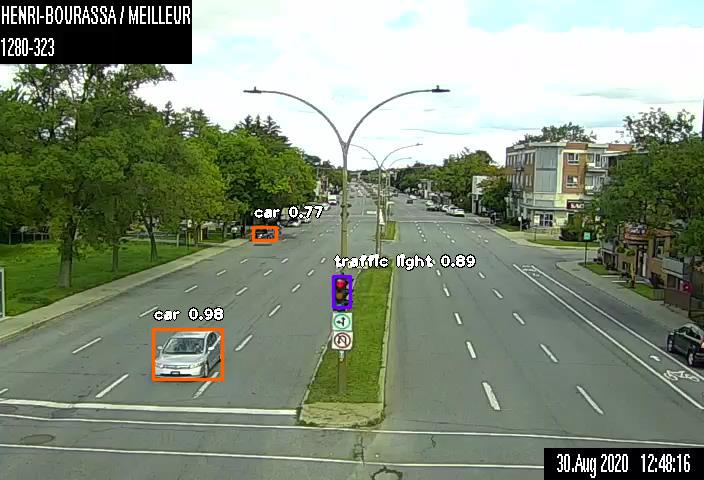 HENRI-BOURASSA / MEILLEUR
1280-323
car 0.77
traffic light 0.89
car 0.98
30.Aug 2020 12:48:16